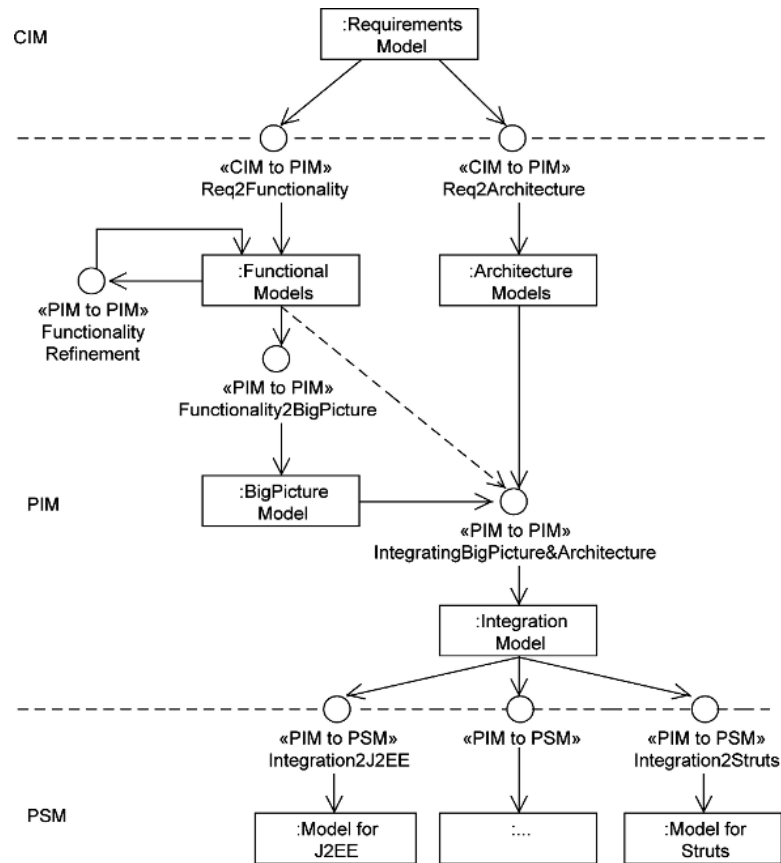 CIM
:Requirements
Model
«CIM to PIM»
Req2Functionality
«CIM to PIM»
Req2Architecture
:Functional
Models
:Architecture
Models
«PIM to PIM»
Functionality
Refinement
«PIM to PIM»
Functionality2BigPicture
PIM
:BigPicture
Model
«PIM to PIM»
IntegratingBigPicture&Architecture
:Integration
Model
«PIM to PSM»
Integration2J2EE
«PIM to PSM»
«PIM to PSM»
Integration2Struts
PSM
:Model for
J2EE
:...
:Model for
Struts